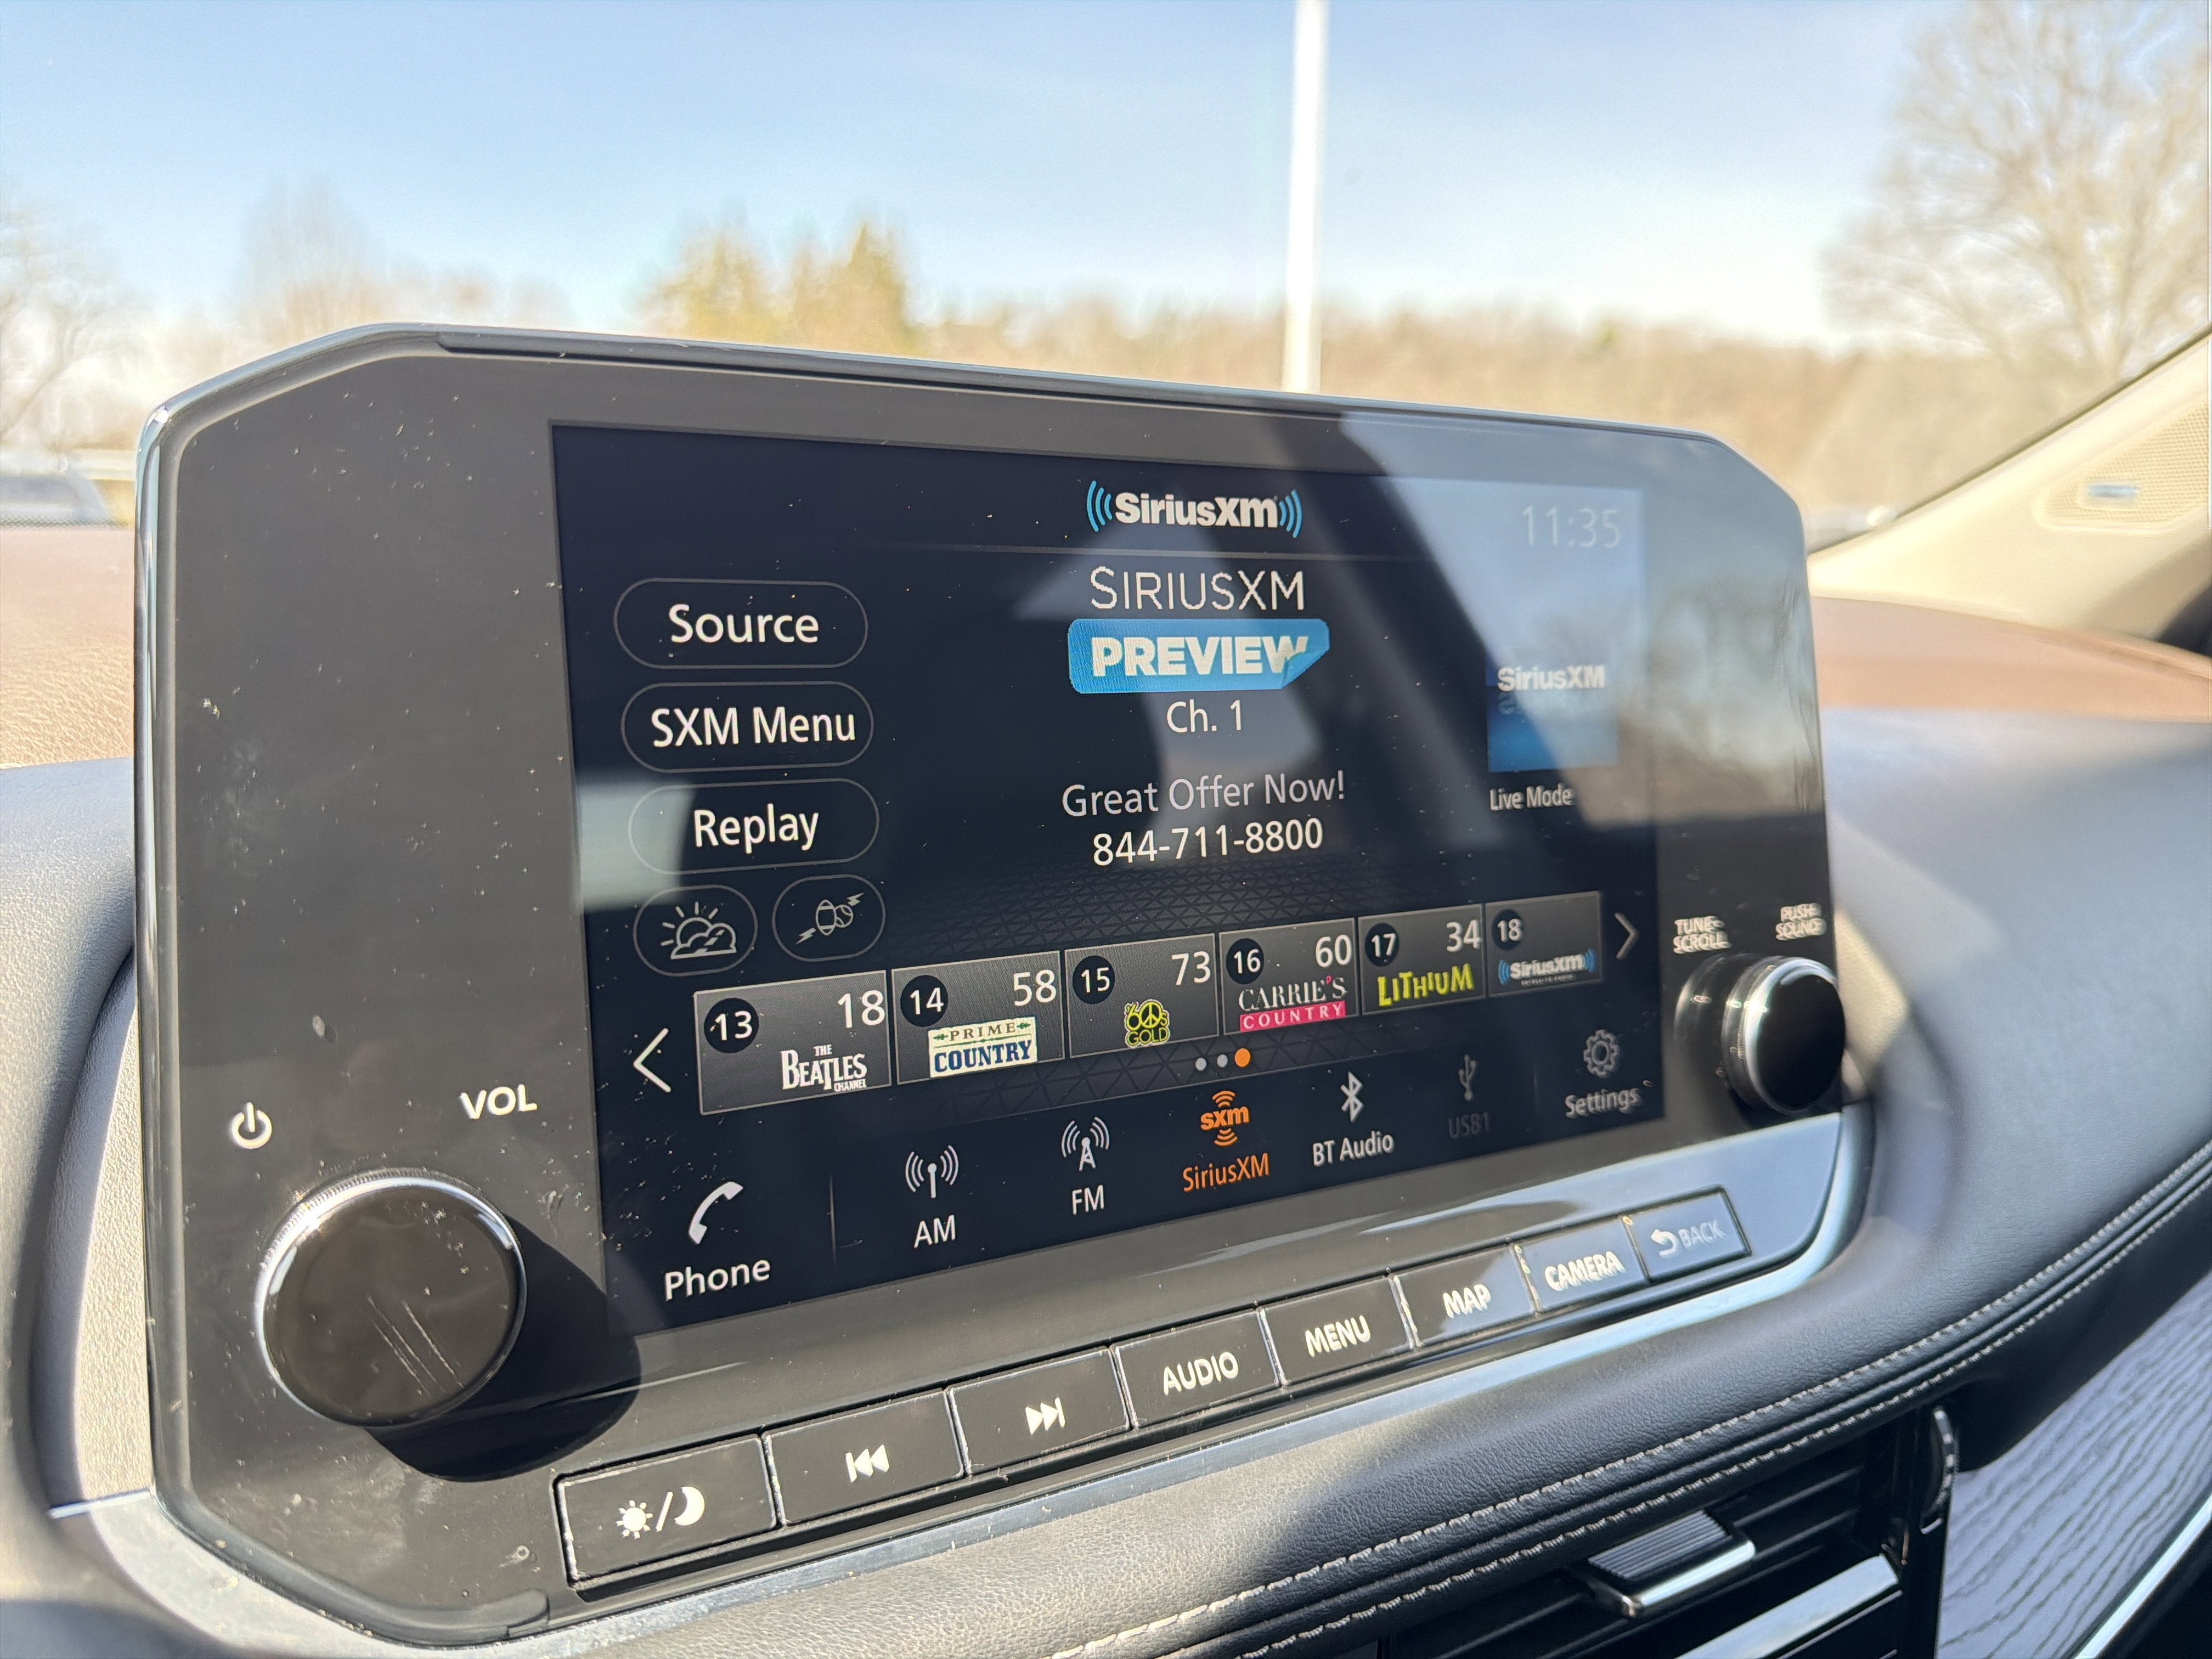 SiriusXM
11:35
SIRIUSXM
PREVIEW
Ch. 1
Great Offer Now!
844-711-8800
Source
SXM Menu
Replay
SiriusXM
Live Mode
13 18
THE
BEATLES
CHANNEL
14 58
PRIME
COUNTRY
15 73
60s
GOLD
16 60
CARRIE'S
COUNTRY
17 34
LITHIUM
18
SiriusXM
Phone
AM
FM
sxm
SiriusXM
BT Audio
USB1
Settings
VOL
TUNE-
SCROLL
PUSH-
SOUND
AUDIO
MENU
MAP
CAMERA
BACK